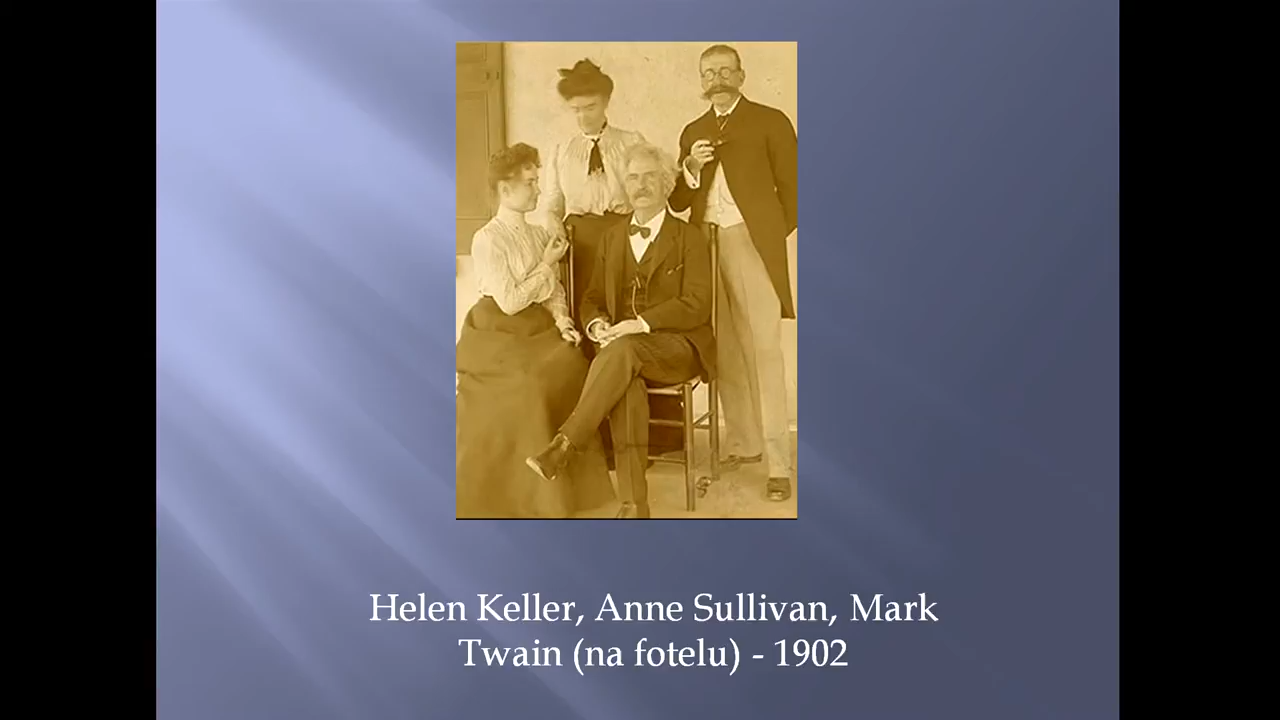 Helen Keller, Anne Sullivan, Mark
Twain (na fotelu) - 1902